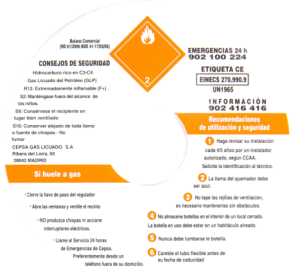 Butano Comercial
CONSEJOS DE SEGURIDAD
Hidrocarburo rico en C3-C4
Gas Licuado del Petróleo (GLP)
R12: Extremadamente inflamable (F+).
S2: Manténgase fuera del alcance de
los niños.
S9: Consérvese el recipiente en
lugar bien ventilado
S16: Conservar alejado de toda llama
o fuente de chispas - No
fumar
CEPSA GAS LICUADO, S.A
Ribera del Loira, 50
28042 MADRID
2
EMERGENCIAS 24 h
902 100 224
ETIQUETA CE
EINECS 270.990.9
UN1965
INFORMACIÓN
902 416 416
Si huele a gas
• Cierre la llave de paso del regulador
• Abra las ventanas y ventile el recinto
• NO produzca chispas ni accione
interruptores eléctricos.
• Llame al Servicio 24 horas
de Emergencias de Cepsa.
Preferentemente desde un
teléfono fuera de su domicilio.
Recomendaciones
de utilización y seguridad
1 Haga revisar su instalación
cada 4/5 años por un instalador
autorizado, según CCAA.
Solicite la identificación al técnico.
2 La llama del quemador debe
ser azul.
3 No tape las rejillas de ventilación,
es necesario mantenerlas sin obstáculos.
4 No almacene botellas en el interior de un local cerrado.
La botella en uso debe estar en un habitáculo aireado.
5 Nunca debe tumbarse le botella.
6 Cambie el tubo flexible antes de
su fecha de caducidad